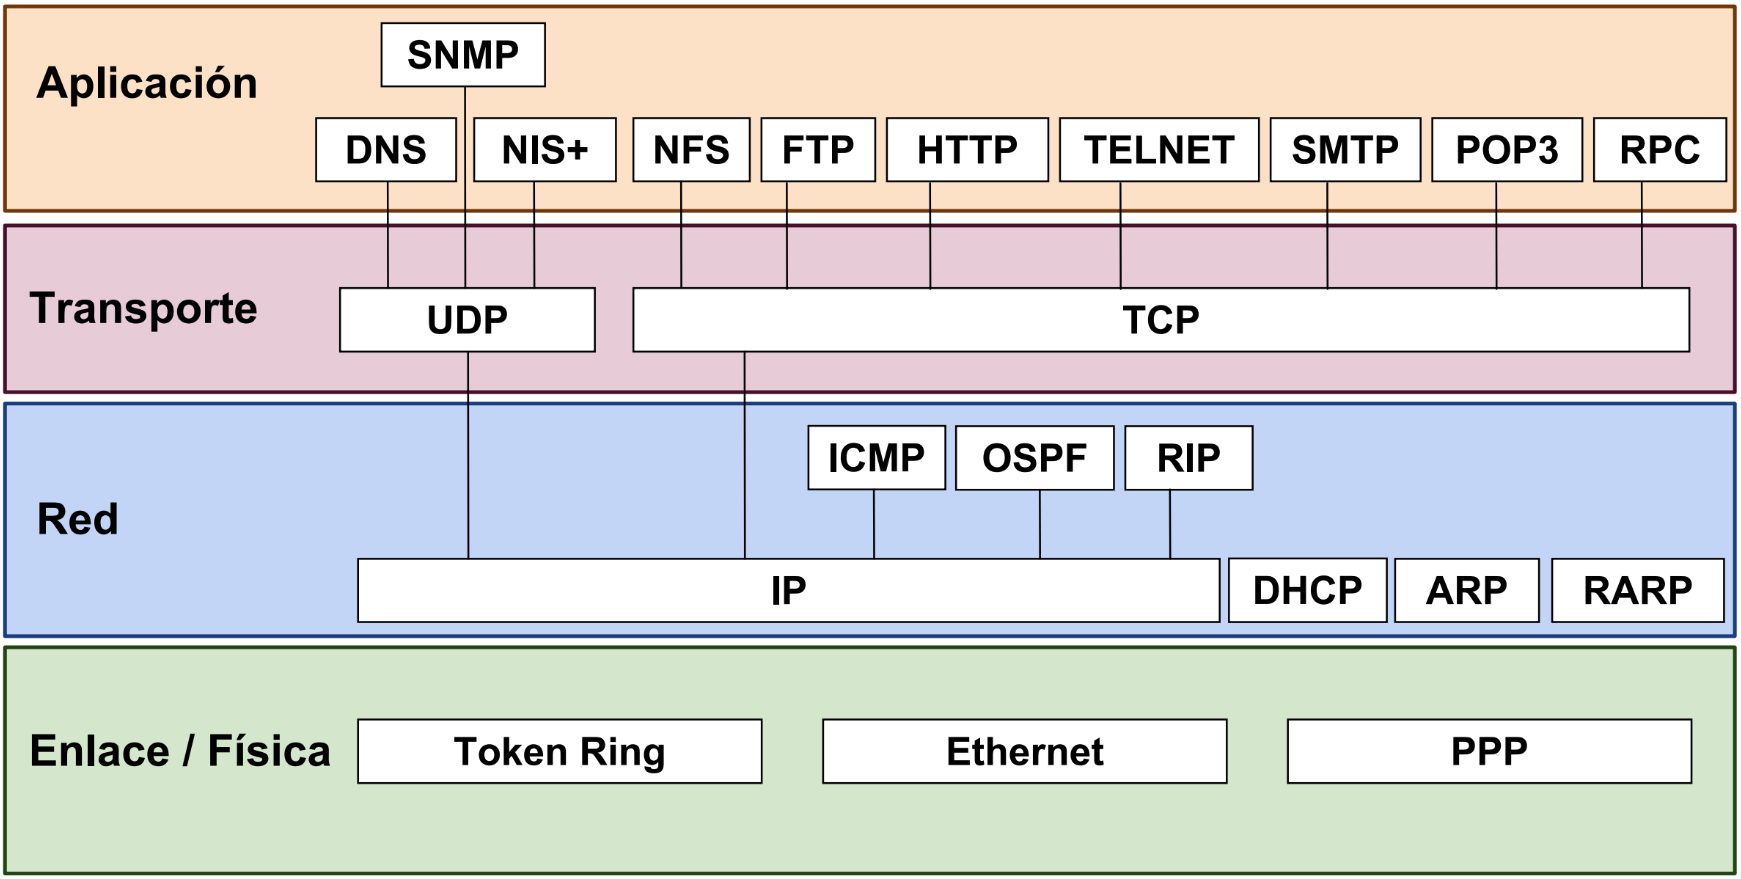 Aplicación
SNMP
DNS
NIS+
NFS
FTP
HTTP
TELNET
SMTP
POP3
RPC
Transporte
UDP
TCP
Red
ICMP
OSPF
RIP
IP
DHCP
ARP
RARP
Enlace / Física
Token Ring
Ethernet
PPP